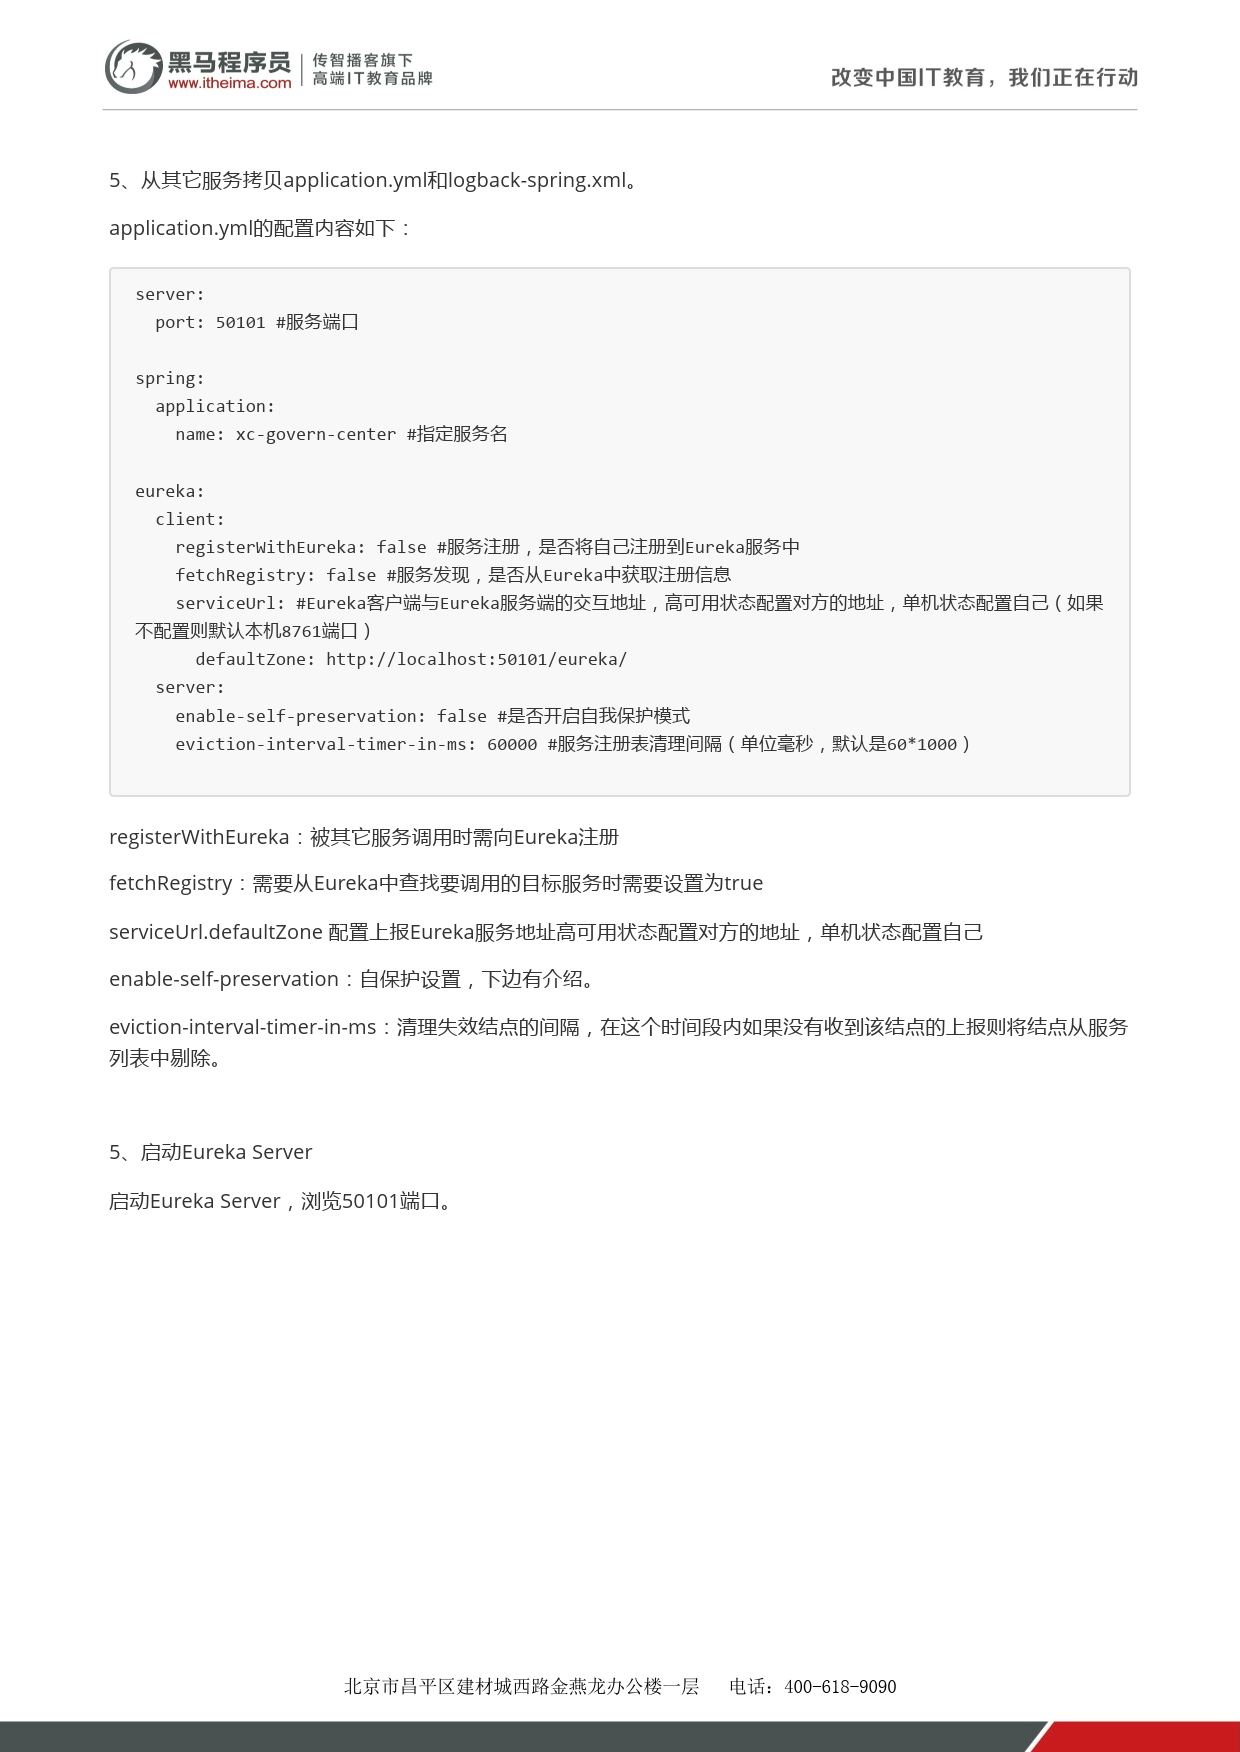 黑马程序员
www.itheima.com
传智播客旗下
高端IT教育品牌
改变中国IT教育，我们正在行动
5、从其它服务拷贝application.yml和logback-spring.xml。
application.yml的配置内容如下：
server:
  port: 50101 #服务端口
spring:
  application:
    name: xc-govern-center #指定服务名
eureka:
  client:
    registerWithEureka: false #服务注册，是否将自己注册到Eureka服务中
    fetchRegistry: false #服务发现，是否从Eureka中获取注册信息
    serviceUrl: #Eureka客户端与Eureka服务端的交互地址，高可用状态配置对方的地址，单机状态配置自己（如果
不配置则默认本机8761端口）
      defaultZone: http://localhost:50101/eureka/
  server:
    enable-self-preservation: false #是否开启自我保护模式
    eviction-interval-timer-in-ms: 60000 #服务注册表清理间隔（单位毫秒，默认是60*1000）
registerWithEureka：被其它服务调用时需向Eureka注册
fetchRegistry：需要从Eureka中查找要调用的目标服务时需要设置为true
serviceUrl.defaultZone 配置上报Eureka服务地址高可用状态配置对方的地址，单机状态配置自己
enable-self-preservation：自保护设置，下边有介绍。
eviction-interval-timer-in-ms：清理失效结点的间隔，在这个时间段内如果没有收到该结点的上报则将结点从服务
列表中剔除。
5、启动Eureka Server
启动Eureka Server，浏览50101端口。
北京市昌平区建材城西路金燕龙办公楼一层 电话：400-618-9090